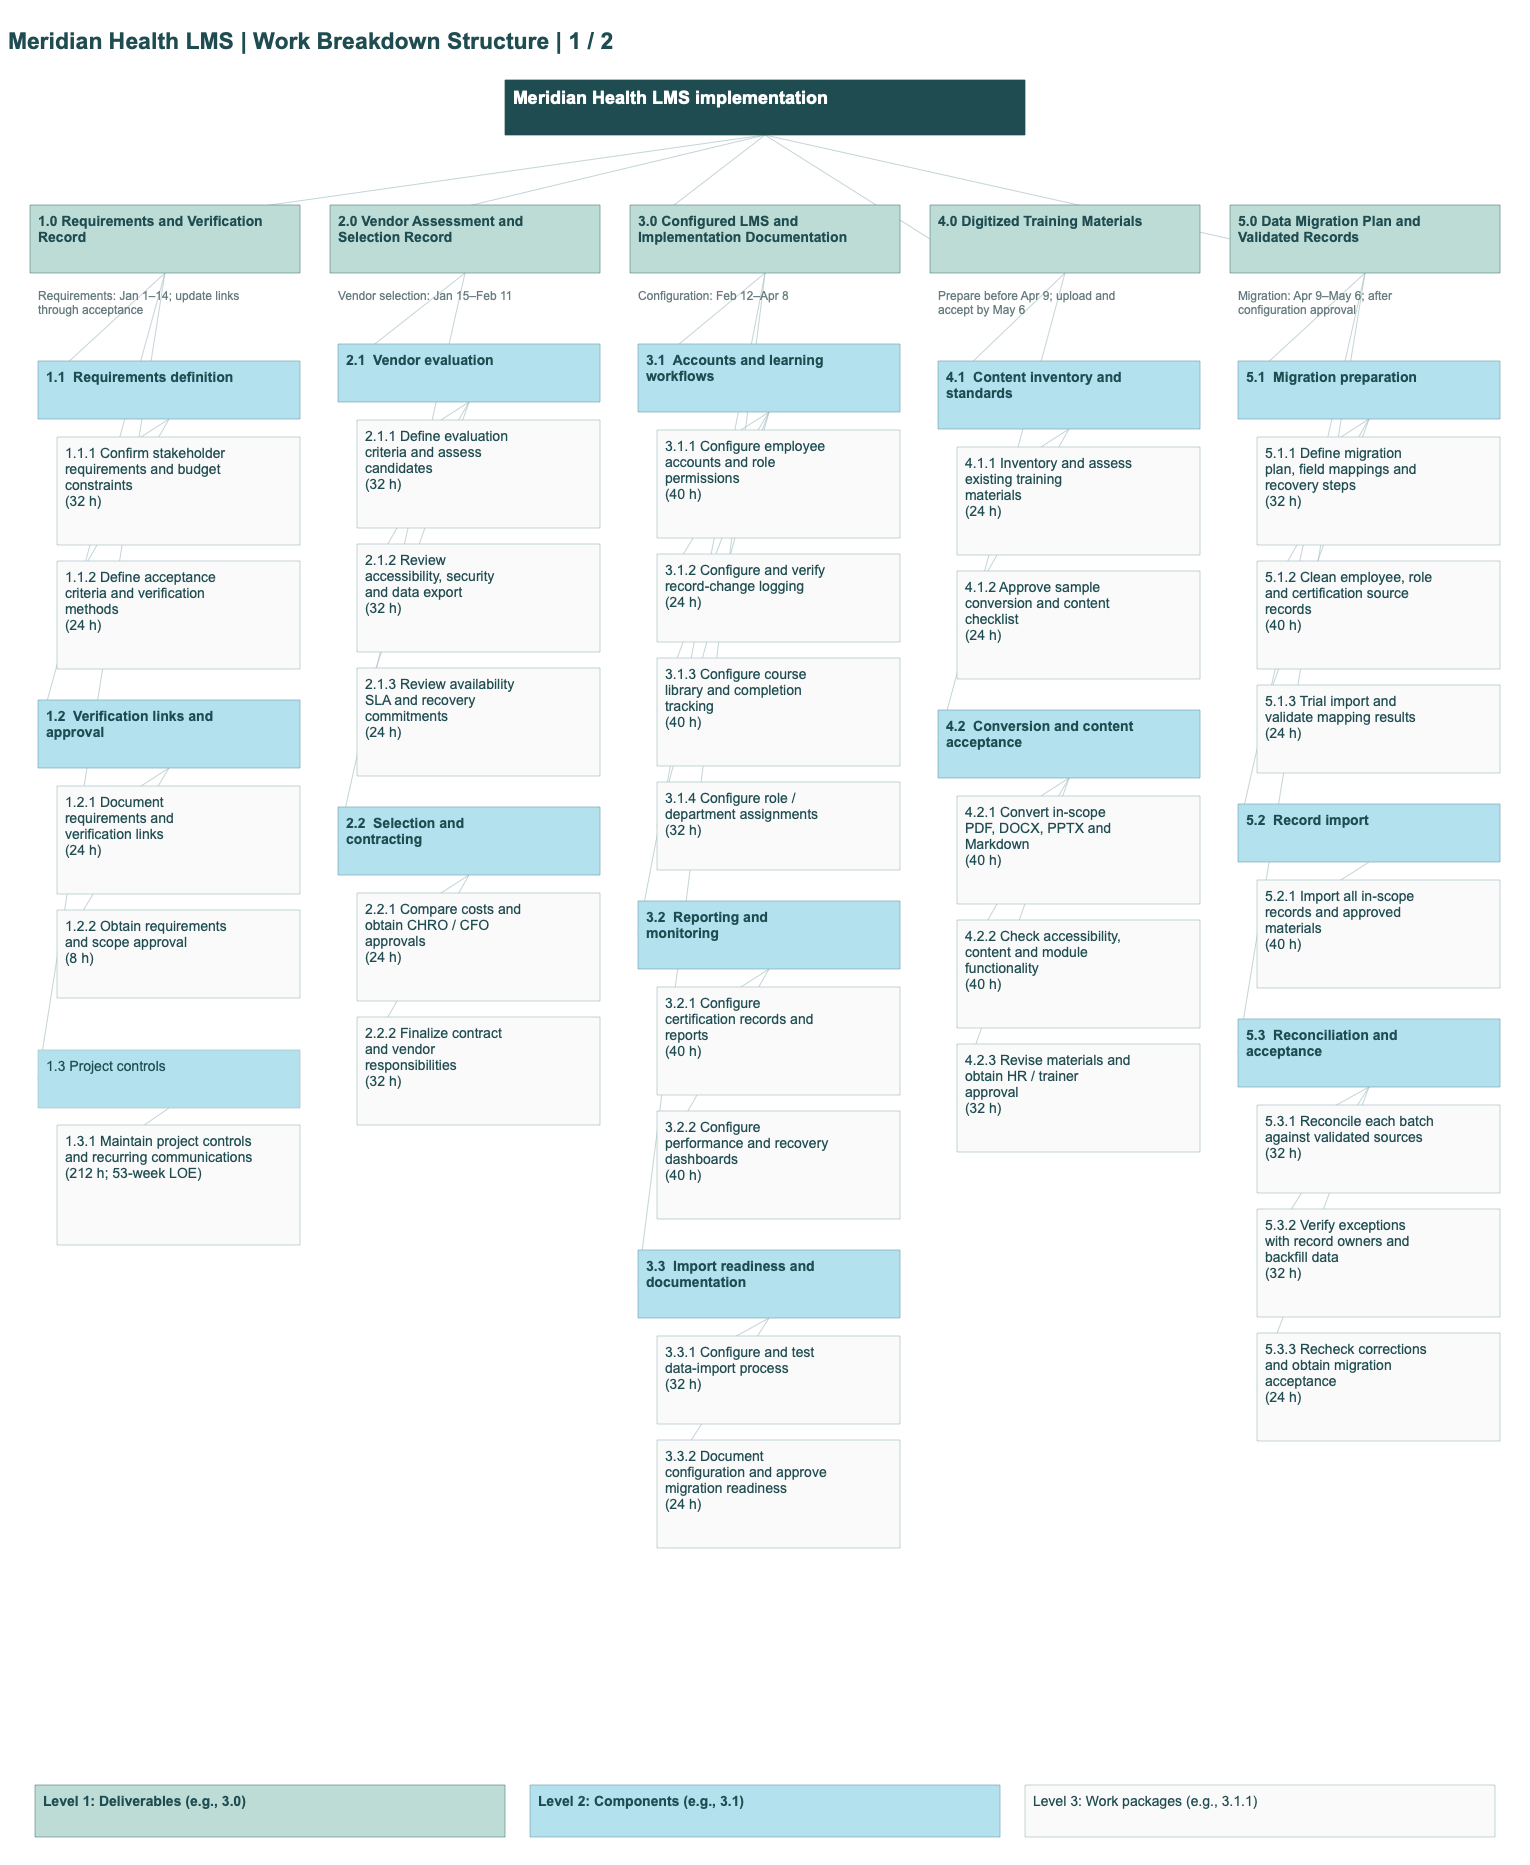 Meridian Health LMS | Work Breakdown Structure | 1 / 2
Meridian Health LMS implementation
1.0 Requirements and Verification
Record
Requirements: Jan 1–14; update links
through acceptance
1.1  Requirements definition
1.1.1 Confirm stakeholder
requirements and budget
constraints
(32 h)
1.1.2 Define acceptance
criteria and verification
methods
(24 h)
1.2  Verification links and
approval
1.2.1 Document
requirements and
verification links
(24 h)
1.2.2 Obtain requirements
and scope approval
(8 h)
1.3 Project controls
1.3.1 Maintain project controls
and recurring communications
(212 h; 53-week LOE)
2.0 Vendor Assessment and
Selection Record
Vendor selection: Jan 15–Feb 11
2.1  Vendor evaluation
2.1.1 Define evaluation
criteria and assess
candidates
(32 h)
2.1.2 Review
accessibility, security
and data export
(32 h)
2.1.3 Review availability
SLA and recovery
commitments
(24 h)
2.2  Selection and
contracting
2.2.1 Compare costs and
obtain CHRO / CFO
approvals
(24 h)
2.2.2 Finalize contract
and vendor
responsibilities
(32 h)
3.0 Configured LMS and
Implementation Documentation
Configuration: Feb 12–Apr 8
3.1  Accounts and learning
workflows
3.1.1 Configure employee
accounts and role
permissions
(40 h)
3.1.2 Configure and verify
record-change logging
(24 h)
3.1.3 Configure course
library and completion
tracking
(40 h)
3.1.4 Configure role /
department assignments
(32 h)
3.2  Reporting and
monitoring
3.2.1 Configure
certification records and
reports
(40 h)
3.2.2 Configure
performance and recovery
dashboards
(40 h)
3.3  Import readiness and
documentation
3.3.1 Configure and test
data-import process
(32 h)
3.3.2 Document
configuration and approve
migration readiness
(24 h)
4.0 Digitized Training Materials
Prepare before Apr 9; upload and
accept by May 6
4.1  Content inventory and
standards
4.1.1 Inventory and assess
existing training
materials
(24 h)
4.1.2 Approve sample
conversion and content
checklist
(24 h)
4.2  Conversion and content
acceptance
4.2.1 Convert in-scope
PDF, DOCX, PPTX and
Markdown
(40 h)
4.2.2 Check accessibility,
content and module
functionality
(40 h)
4.2.3 Revise materials and
obtain HR / trainer
approval
(32 h)
5.0 Data Migration Plan and
Validated Records
Migration: Apr 9–May 6; after
configuration approval
5.1  Migration preparation
5.1.1 Define migration
plan, field mappings and
recovery steps
(32 h)
5.1.2 Clean employee, role
and certification source
records
(40 h)
5.1.3 Trial import and
validate mapping results
(24 h)
5.2  Record import
5.2.1 Import all in-scope
records and approved
materials
(40 h)
5.3  Reconciliation and
acceptance
5.3.1 Reconcile each batch
against validated sources
(32 h)
5.3.2 Verify exceptions
with record owners and
backfill data
(32 h)
5.3.3 Recheck corrections
and obtain migration
acceptance
(24 h)
Level 1: Deliverables (e.g., 3.0)
Level 2: Components (e.g., 3.1)
Level 3: Work packages (e.g., 3.1.1)